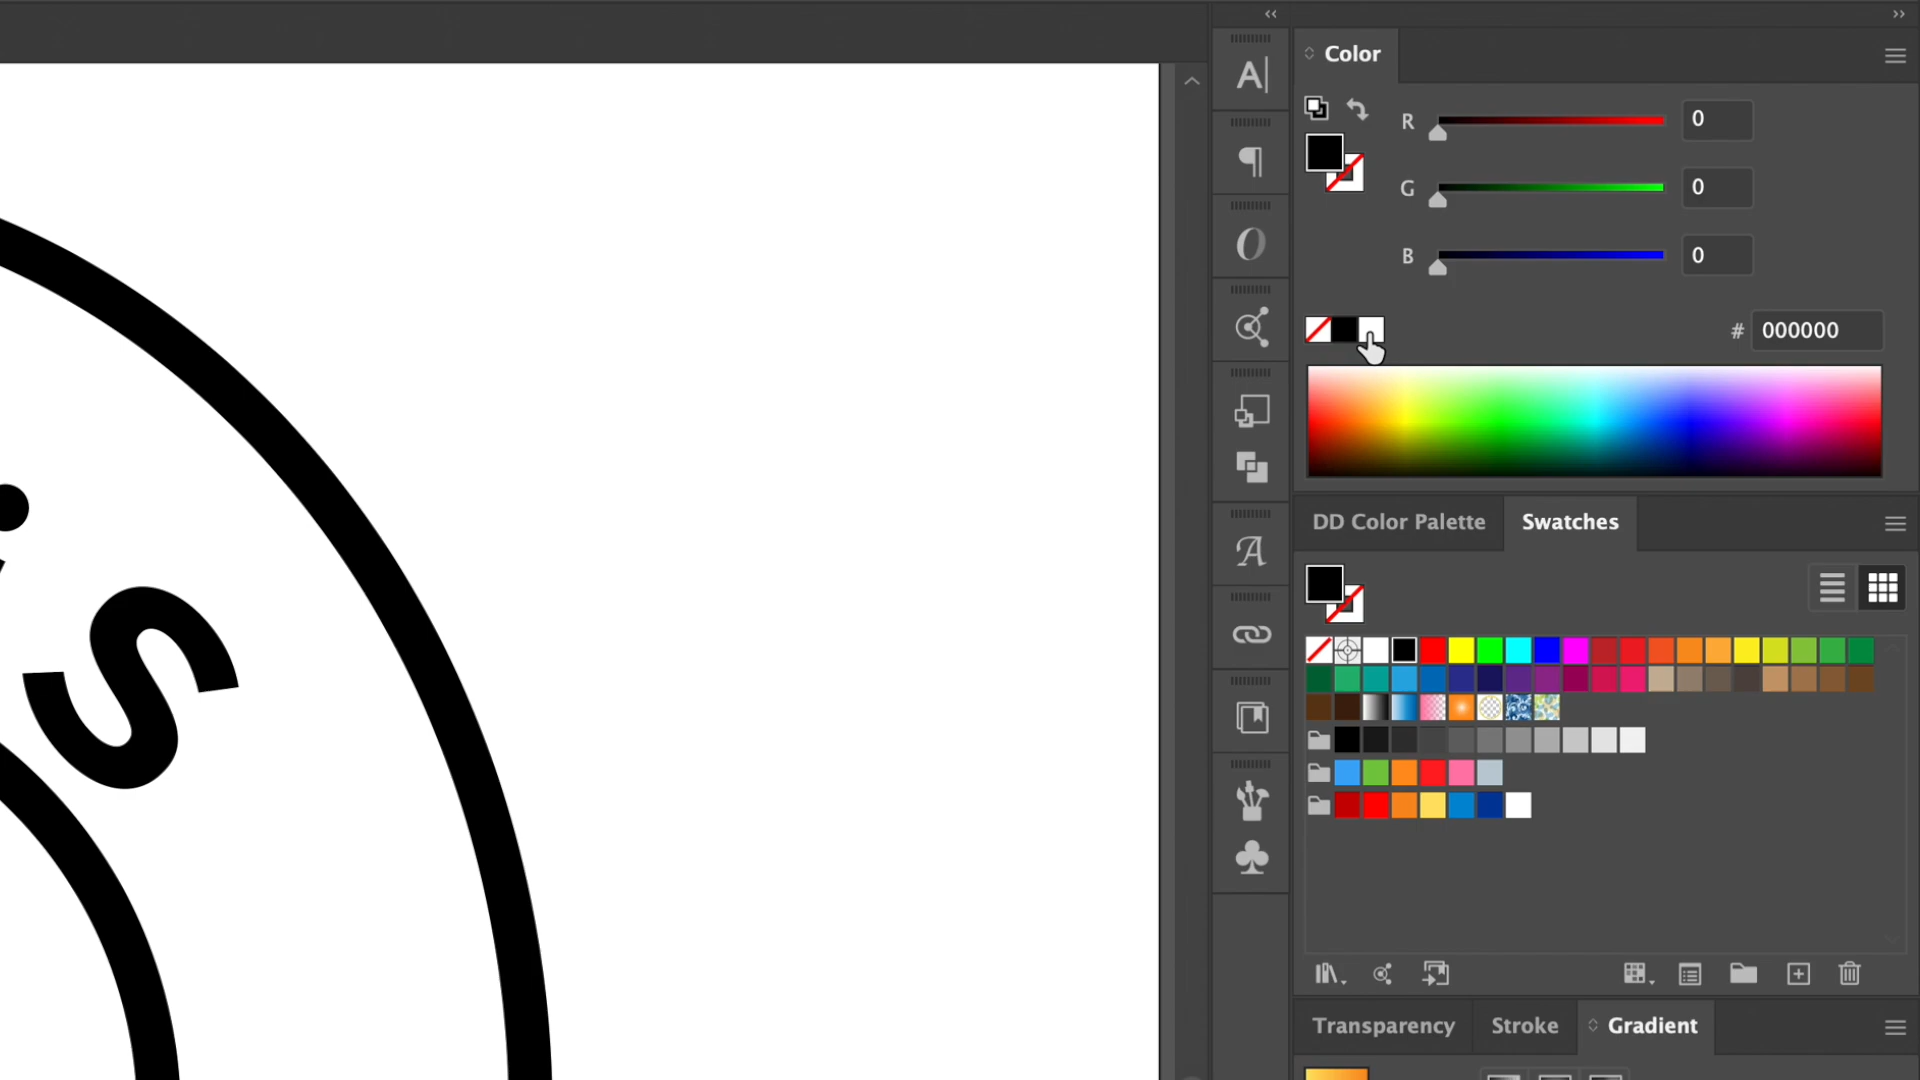 Color
R 0
G 0
B 0
# 000000
DD Color Palette Swatches
Transparency Stroke Gradient
S